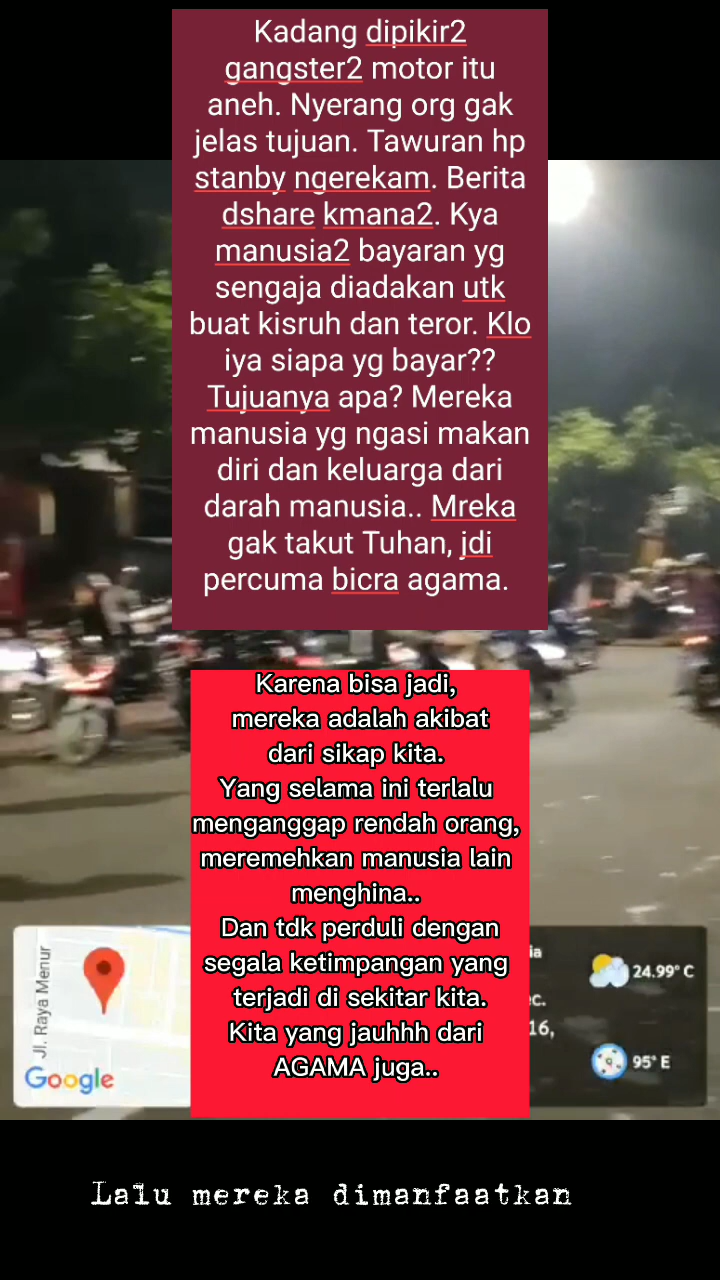 Kadang dipikir2
gangster2 motor itu
aneh. Nyerang org gak
jelas tujuan. Tawuran hp
stanby ngerekam. Berita
dshare kmana2. Kya
manusia2 bayaran yg
sengaja diadakan utk
buat kisruh dan teror. Klo
iya siapa yg bayar??
Tujuanya apa? Mereka
manusia yg ngasi makan
diri dan keluarga dari
darah manusia.. Mreka
gak takut Tuhan, jdi
percuma bicra agama.
Karena bisa jadi,
mereka adalah akibat
dari sikap kita.
Yang selama ini terlalu
menganggap rendah orang,
meremehkan manusia lain
menghina..
Dan tdk perduli dengan
segala ketimpangan yang
terjadi di sekitar kita.
Kita yang jauhhh dari
AGAMA juga..
Jl. Raya Menur
Google
ia
c.
16,
24.99° C
95° E
Lalu mereka dimanfaatkan